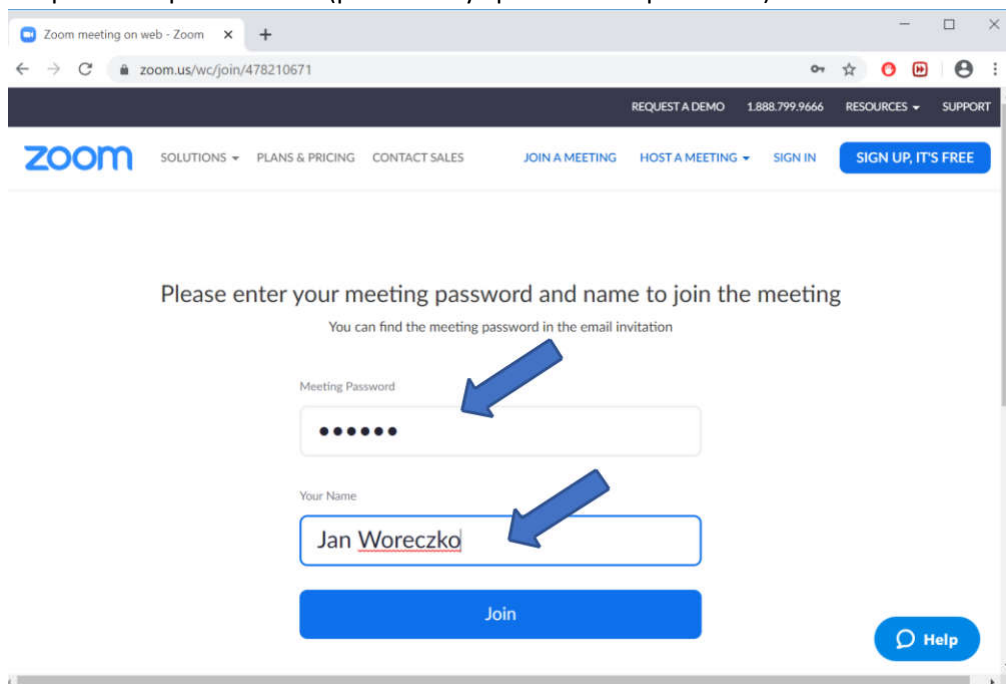 Zoom meeting on web - Zoom
zoom.us/wc/join/478210671
REQUEST A DEMO 1.888.799.9666 RESOURCES SUPPORT
zoom SOLUTIONS PLANS & PRICING CONTACT SALES JOIN A MEETING HOST A MEETING SIGN IN SIGN UP, IT'S FREE
Please enter your meeting password and name to join the meeting
You can find the meeting password in the email invitation
Meeting Password
••••••
Your Name
Jan Woreczko
Join
Help